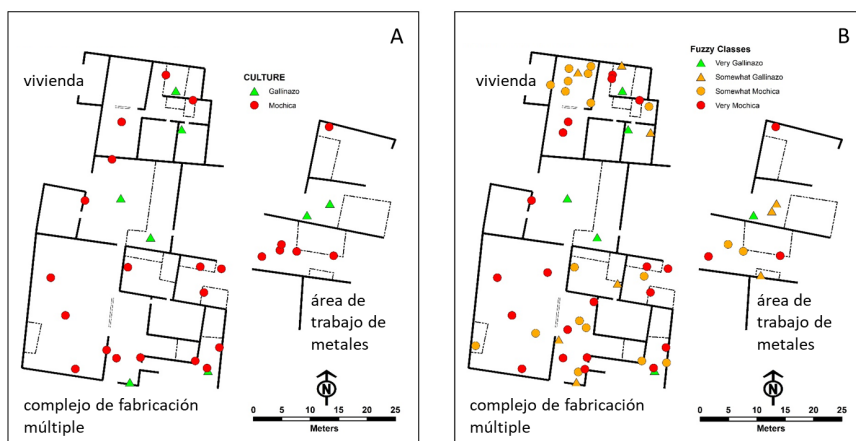 A
vivienda
CULTURE
Gallinazo
Mochica
área de
trabajo de
metales
complejo de fabricación
múltiple
N
0 5 10 15 20 25
Meters
B
vivienda
Fuzzy Classes
Very Gallinazo
Somewhat Gallinazo
Somewhat Mochica
Very Mochica
área de
trabajo de
metales
complejo de fabricación
múltiple
N
0 5 10 15 20 25
Meters